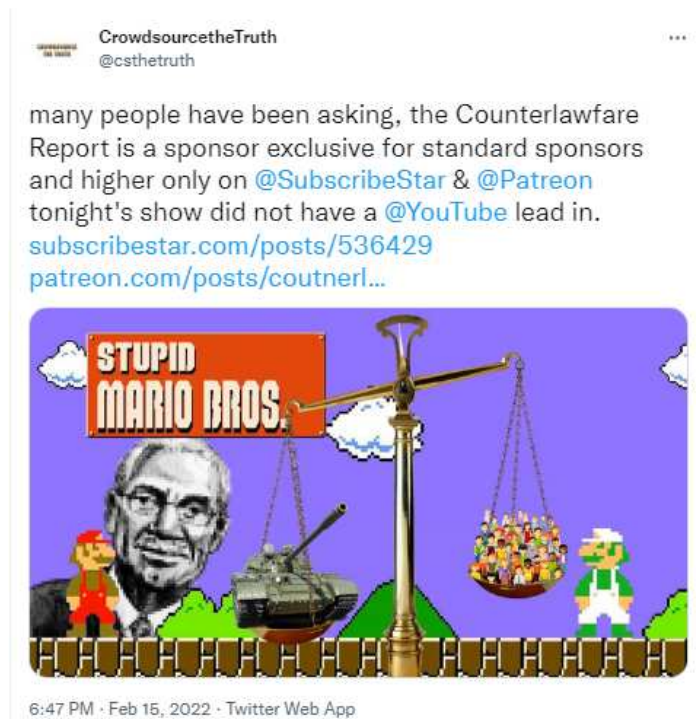 CrowdsourcetheTruth
@csthetruth
many people have been asking, the Counterlawfare
Report is a sponsor exclusive for standard sponsors
and higher only on @SubscribeStar & @Patreon
tonight's show did not have a @YouTube lead in.
subscribestar.com/posts/536429
patreon.com/posts/coutnerl...
STUPID
MARIO BROS.
6:47 PM · Feb 15, 2022 · Twitter Web App